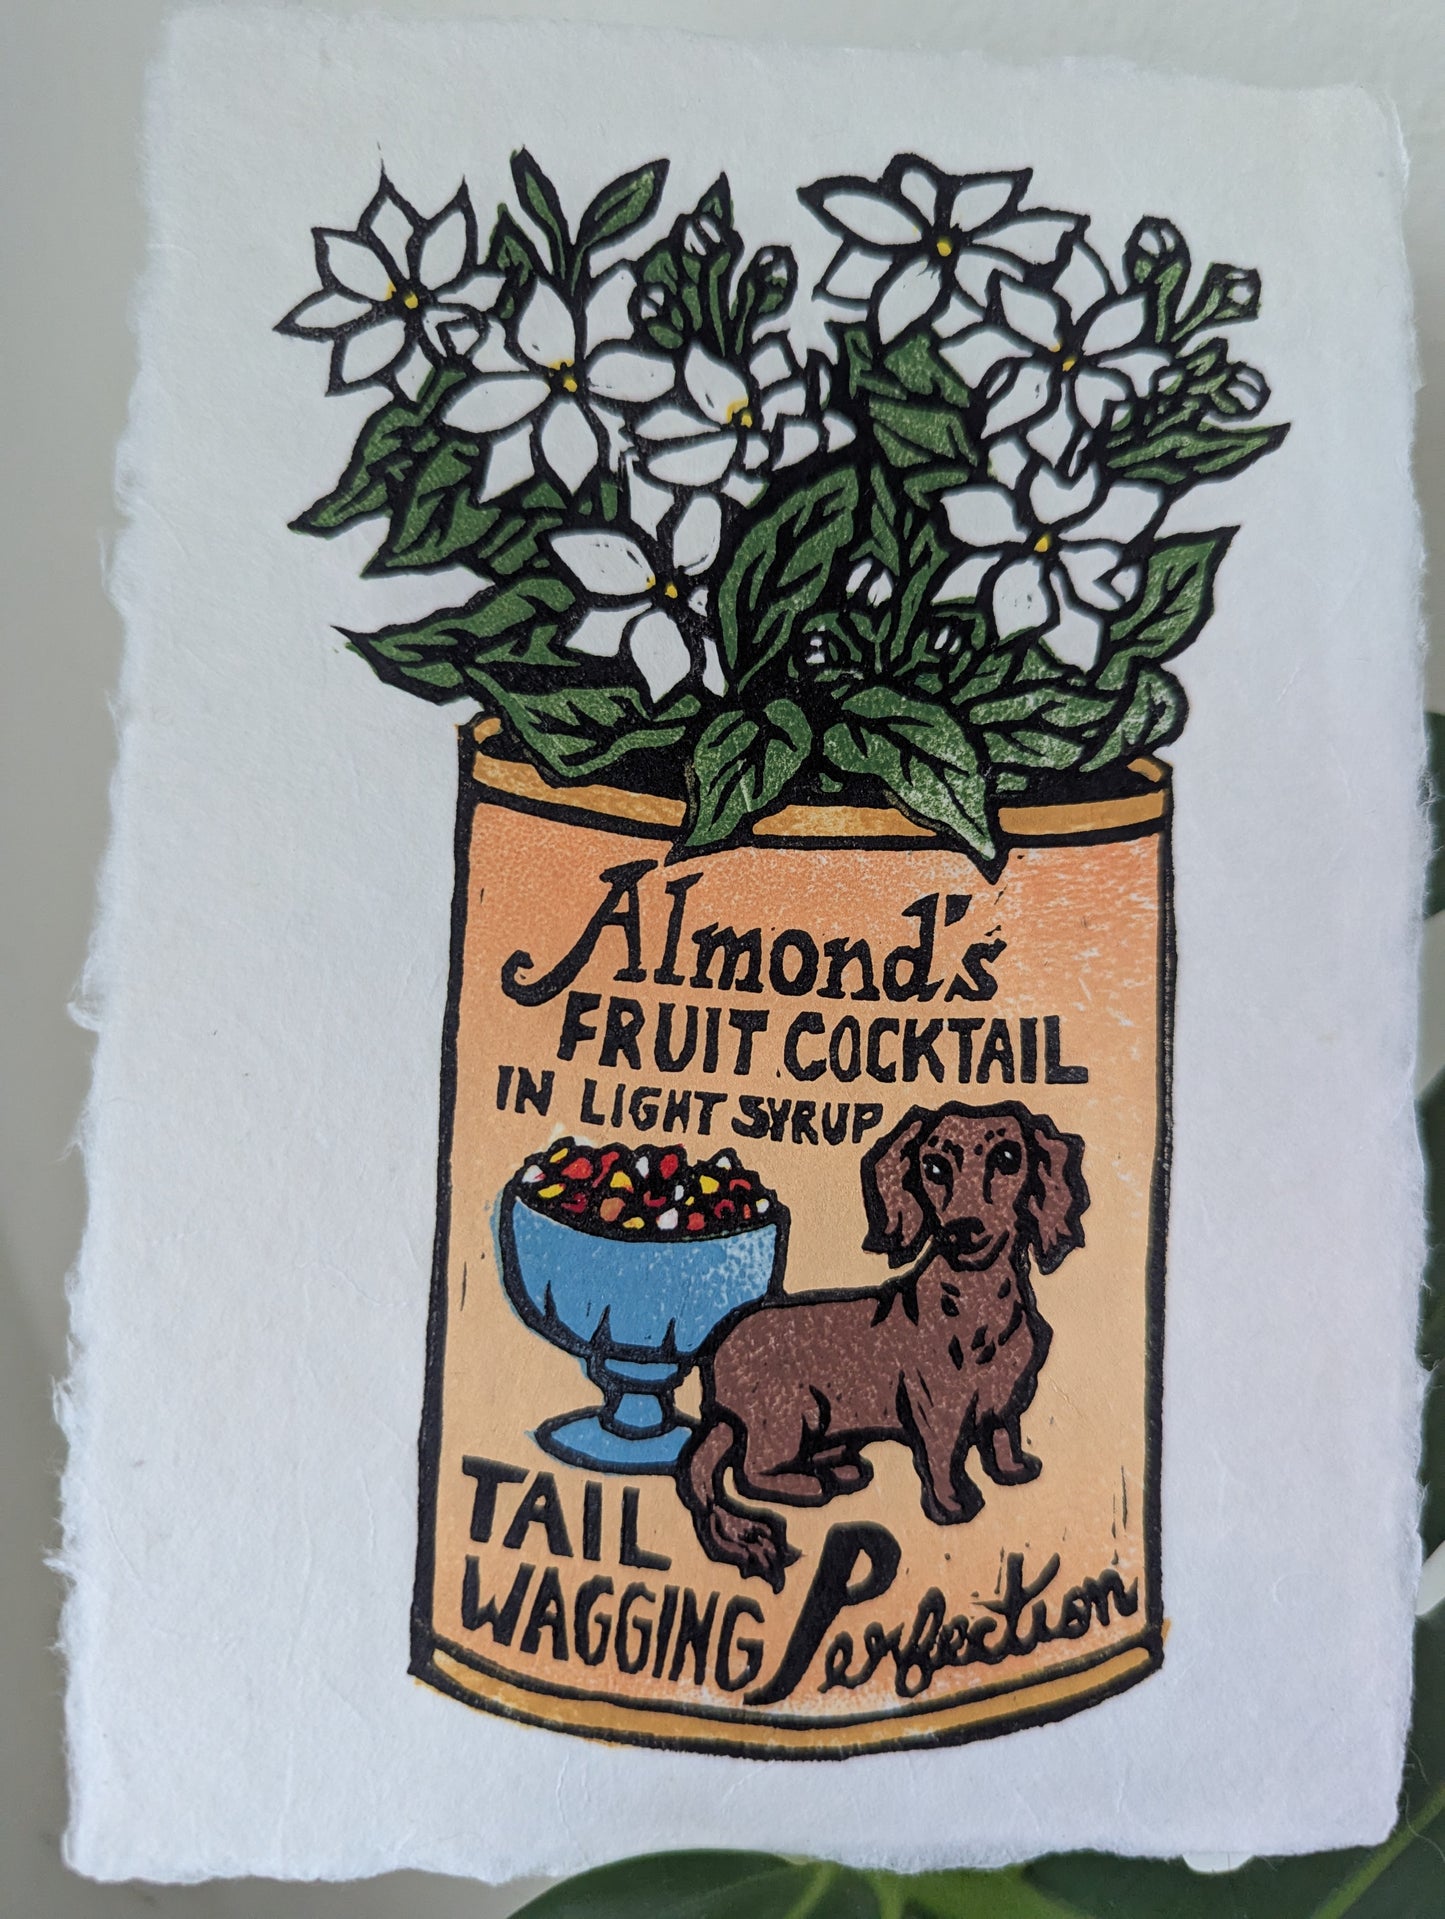 Almond's
FRUIT COCKTAIL
IN LIGHT SYRUP
TAIL
WAGGING Perfection